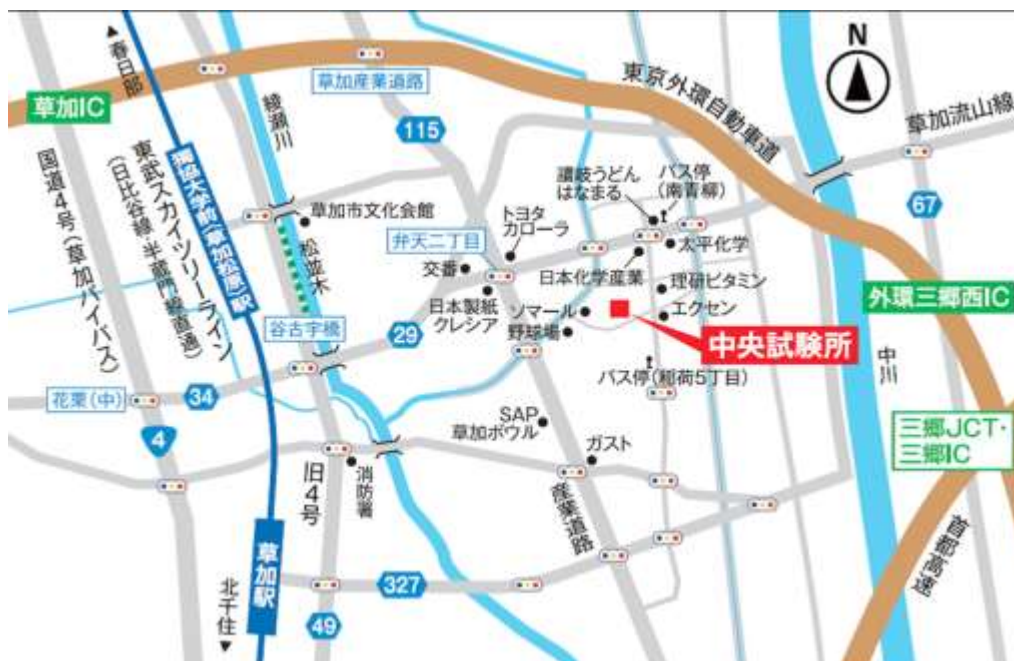 ▲春日部
草加IC
国道4号(草加バイパス)
東武スカイツリーライン
(日比谷線・半蔵門線直通)
獨協大学前(草加松原)駅
綾瀬川
草加産業道路
115
東京外環自動車道
N
草加流山線
67
讃岐うどん
はなまる
バス停
(南青柳)
草加市文化会館
松並木
弁天二丁目
トヨタ
カローラ
交番
日本製紙
クレシア
日本化学産業
太平化学
理研ビタミン
ソマール
野球場
エクセン
中央試験所
外環三郷西IC
中川
谷古宇橋
29
花栗(中)
34
4
バス停(稲荷5丁目)
三郷JCT・
三郷IC
SAP
草加ボウル
ガスト
産業道路
旧4号
消防署
首都高速
草加駅
北千住▼
327
49